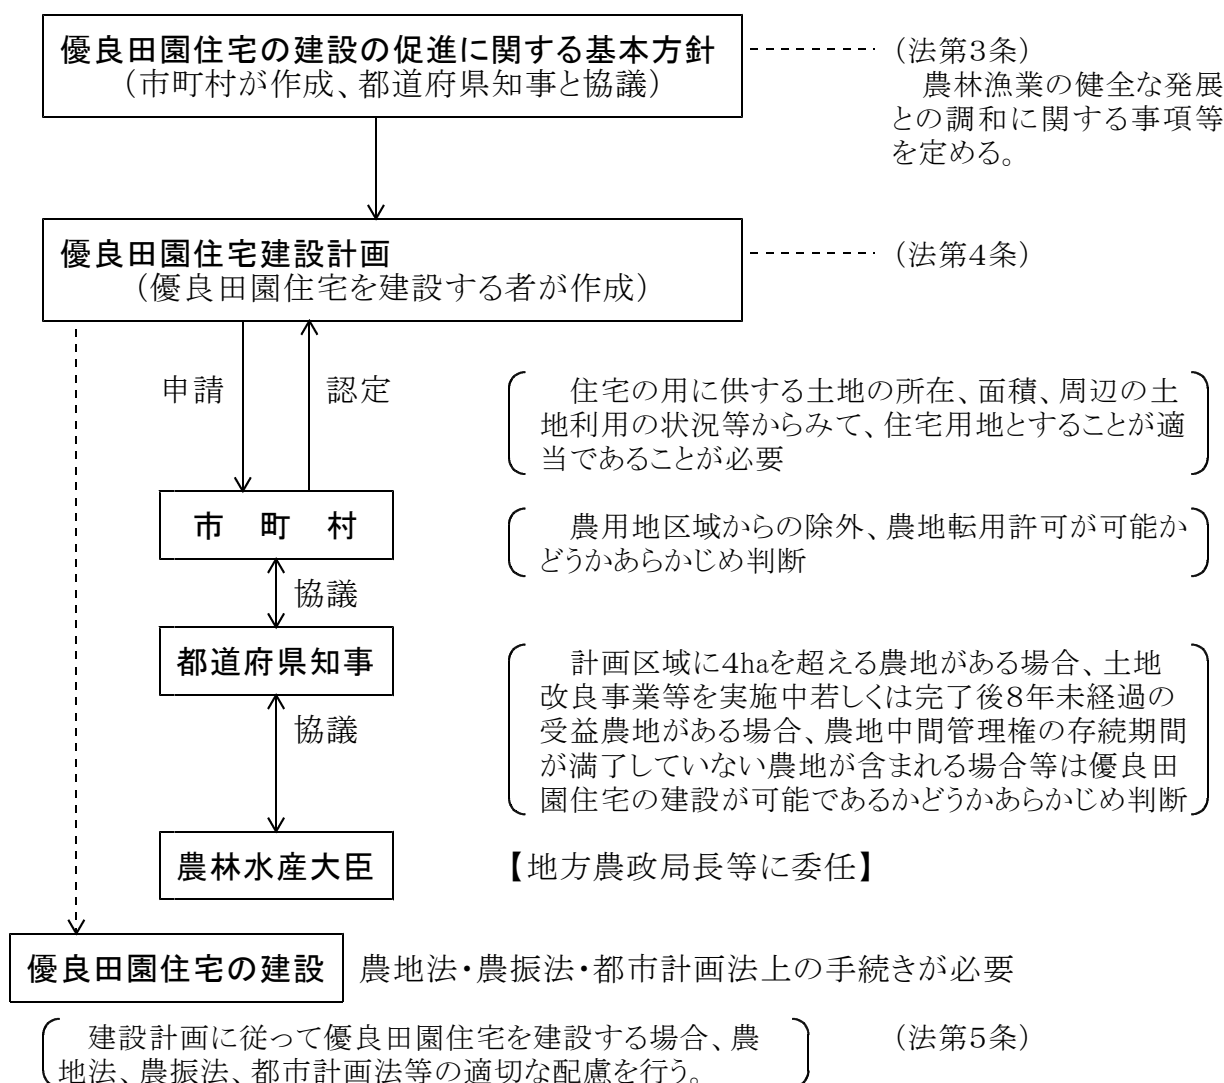 優良田園住宅の建設の促進に関する基本方針
（市町村が作成、都道府県知事と協議）
（法第３条）
農林漁業の健全な発展
との調和に関する事項等
を定める。
優良田園住宅建設計画
（優良田園住宅を建設する者が作成）
（法第４条）
申請
認定
住宅の用に供する土地の所在、面積、周辺の土
地利用の状況等からみて、住宅用地とすることが適
当であることが必要
市　町　村
農用地区域からの除外、農地転用許可が可能か
どうかあらかじめ判断
協議
都道府県知事
計画区域に４haを超える農地がある場合、土地
改良事業等を実施中若しくは完了後８年未経過の
受益農地がある場合、農地中間管理権の存続期間
が満了していない農地が含まれる場合等は優良田
園住宅の建設が可能であるかどうかあらかじめ判断
協議
農林水産大臣
【地方農政局長等に委任】
優良田園住宅の建設
農地法・農振法・都市計画法上の手続きが必要
建設計画に従って優良田園住宅を建設する場合、農
地法、農振法、都市計画法等の適切な配慮を行う。
（法第５条）